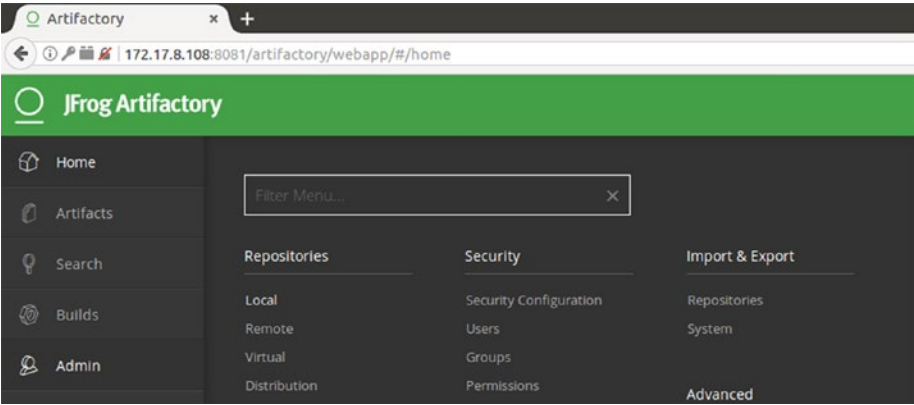 Artifactory
172.17.8.108:8081/artifactory/webapp/#/home
JFrog Artifactory
Home
Artifacts
Search
Builds
Admin
Filter Menu...
Repositories
Local
Remote
Virtual
Distribution
Security
Security Configuration
Users
Groups
Permissions
Import & Export
Repositories
System
Advanced